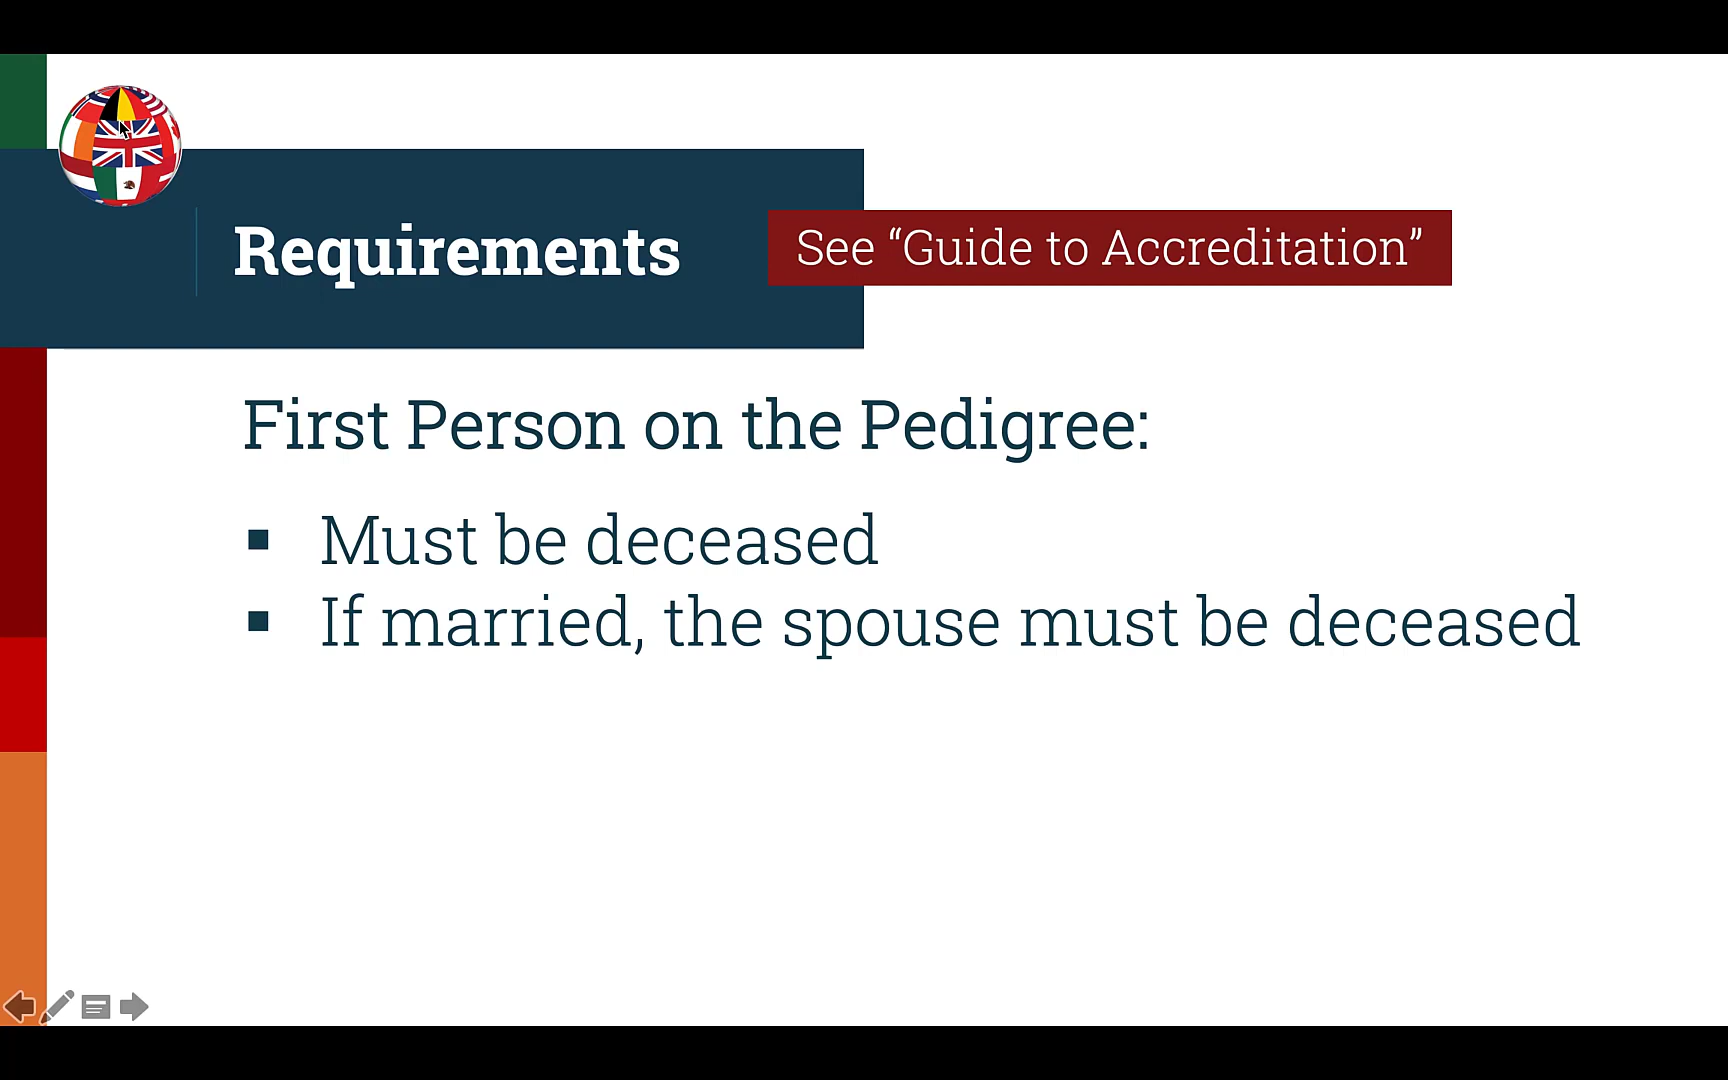 Requirements
See “Guide to Accreditation”
First Person on the Pedigree:
▪ Must be deceased
▪ If married, the spouse must be deceased